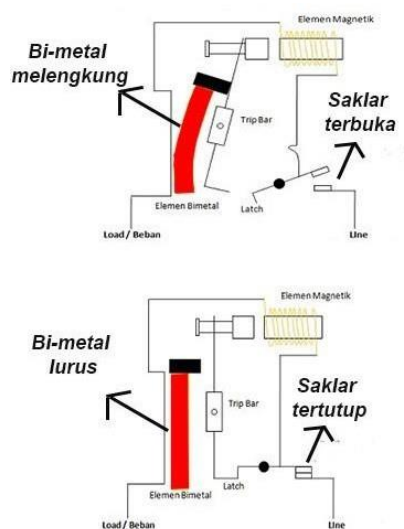 Elemen Magnetik
Bi-metal
melengkung
Saklar
terbuka
Trip Bar
Elemen Bimetal
Latch
Load / Beban
LIne
Elemen Magnetik
Bi-metal
lurus
Saklar
tertutup
Trip Bar
Elemen Bimetal
Latch
Load / Beban
LIne